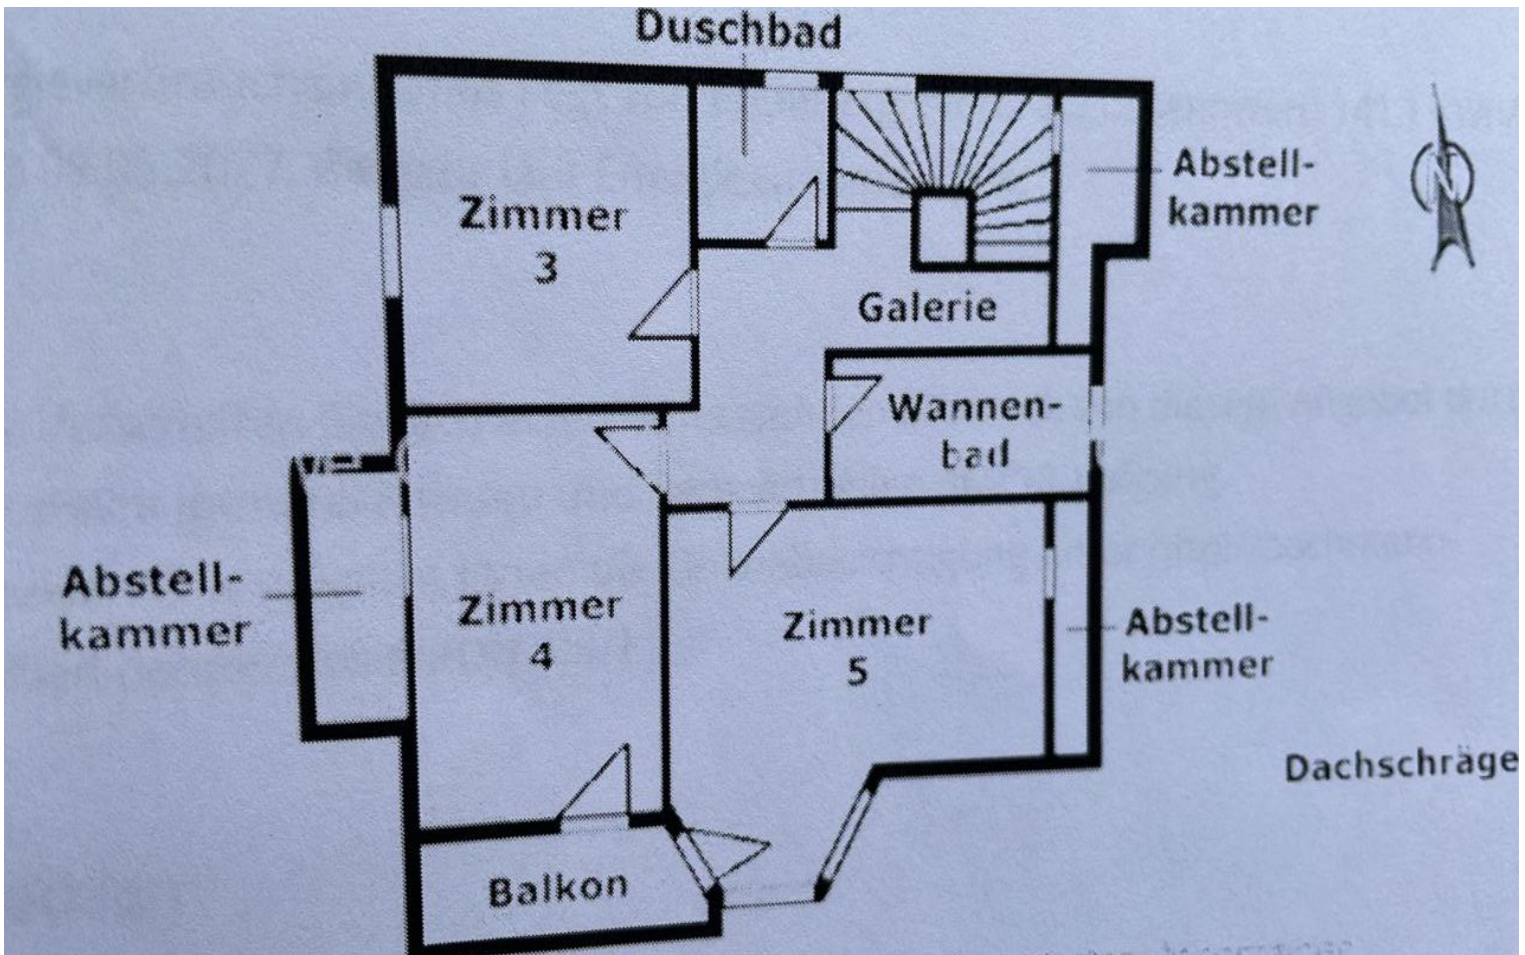 Duschbad
Abstell-
kammer
N
Zimmer
3
Galerie
Wannen-
bad
Abstell-
kammer
Zimmer
4
Zimmer
5
Abstell-
kammer
Dachschräge
Balkon